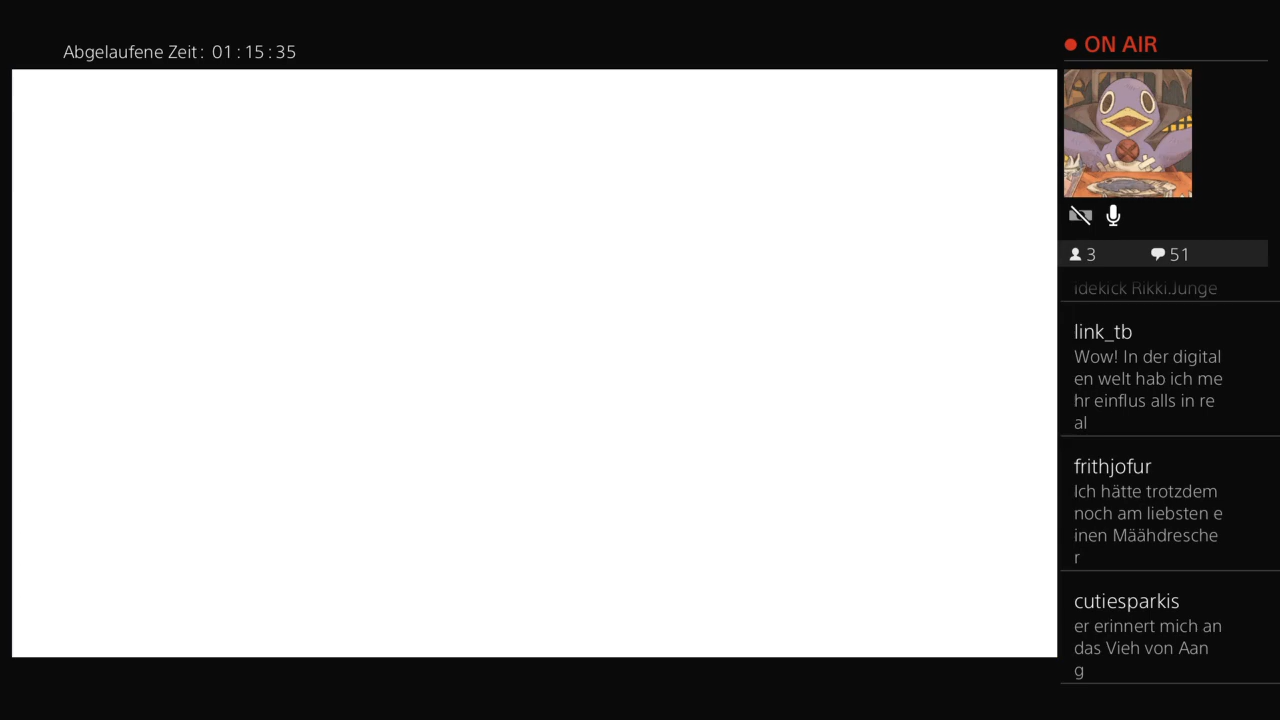 Abgelaufene Zeit: 01:15:35
ON AIR
3 51
idekick Rikki.Junge
link_tb
Wow! In der digital
en welt hab ich me
hr einflus alls in re
al
frithjofur
Ich hätte trotzdem
noch am liebsten e
inen Määhdresche
r
cutiesparkis
er erinnert mich an
das Vieh von Aan
g